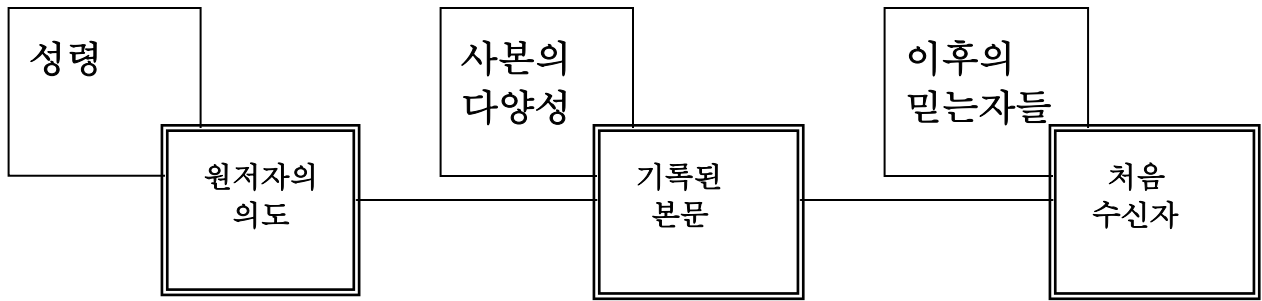 성령
사본의
다양성
이후의
믿는자들
원저자의
의도
기록된
본문
처음
수신자